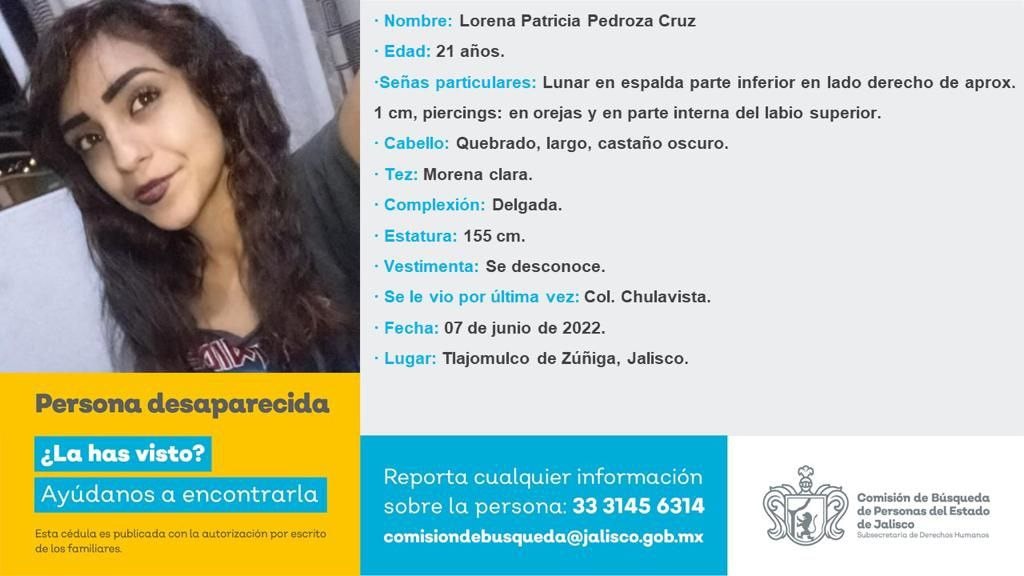 · Nombre: Lorena Patricia Pedroza Cruz
· Edad: 21 años.
·Señas particulares: Lunar en espalda parte inferior en lado derecho de aprox.
1 cm, piercings: en orejas y en parte interna del labio superior.
· Cabello: Quebrado, largo, castaño oscuro.
· Tez: Morena clara.
· Complexión: Delgada.
· Estatura: 155 cm.
· Vestimenta: Se desconoce.
· Se le vio por última vez: Col. Chulavista.
· Fecha: 07 de junio de 2022.
· Lugar: Tlajomulco de Zúñiga, Jalisco.
Persona desaparecida
¿La has visto?
Ayúdanos a encontrarla
Esta cédula es publicada con la autorización por escrito
de los familiares.
Reporta cualquier información
sobre la persona: 33 3145 6314
comisiondebusqueda@jalisco.gob.mx
Comisión de Búsqueda
de Personas del Estado
de Jalisco
Subsecretaría de Derechos Humanos